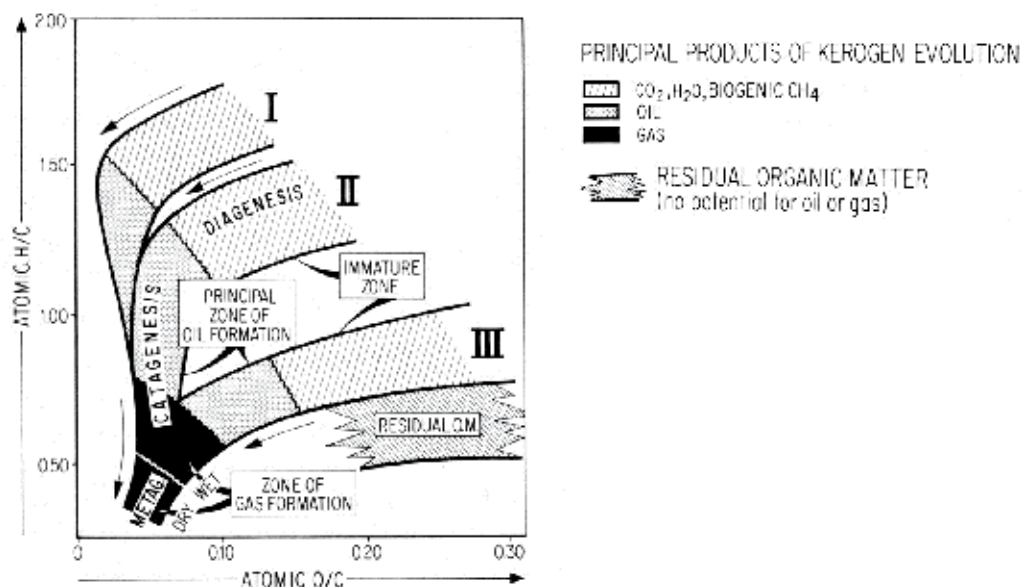 2.00
1.50
1.00
0.50
ATOMIC H/C
I
II
III
DIAGENESIS
CATAGENESIS
METAG
PRINCIPAL
ZONE OF
OIL FORMATION
IMMATURE
ZONE
RESIDUAL O.M.
ZONE OF
GAS FORMATION
WET
DRY
0
0.10
0.20
0.30
ATOMIC O/C
PRINCIPAL PRODUCTS OF KEROGEN EVOLUTION
CO₂, H₂O, BIOGENIC CH₄
OIL
GAS
RESIDUAL ORGANIC MATTER
(no potential for oil or gas)